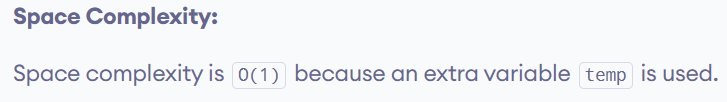 Space Complexity:
Space complexity is O(1) because an extra variable temp is used.